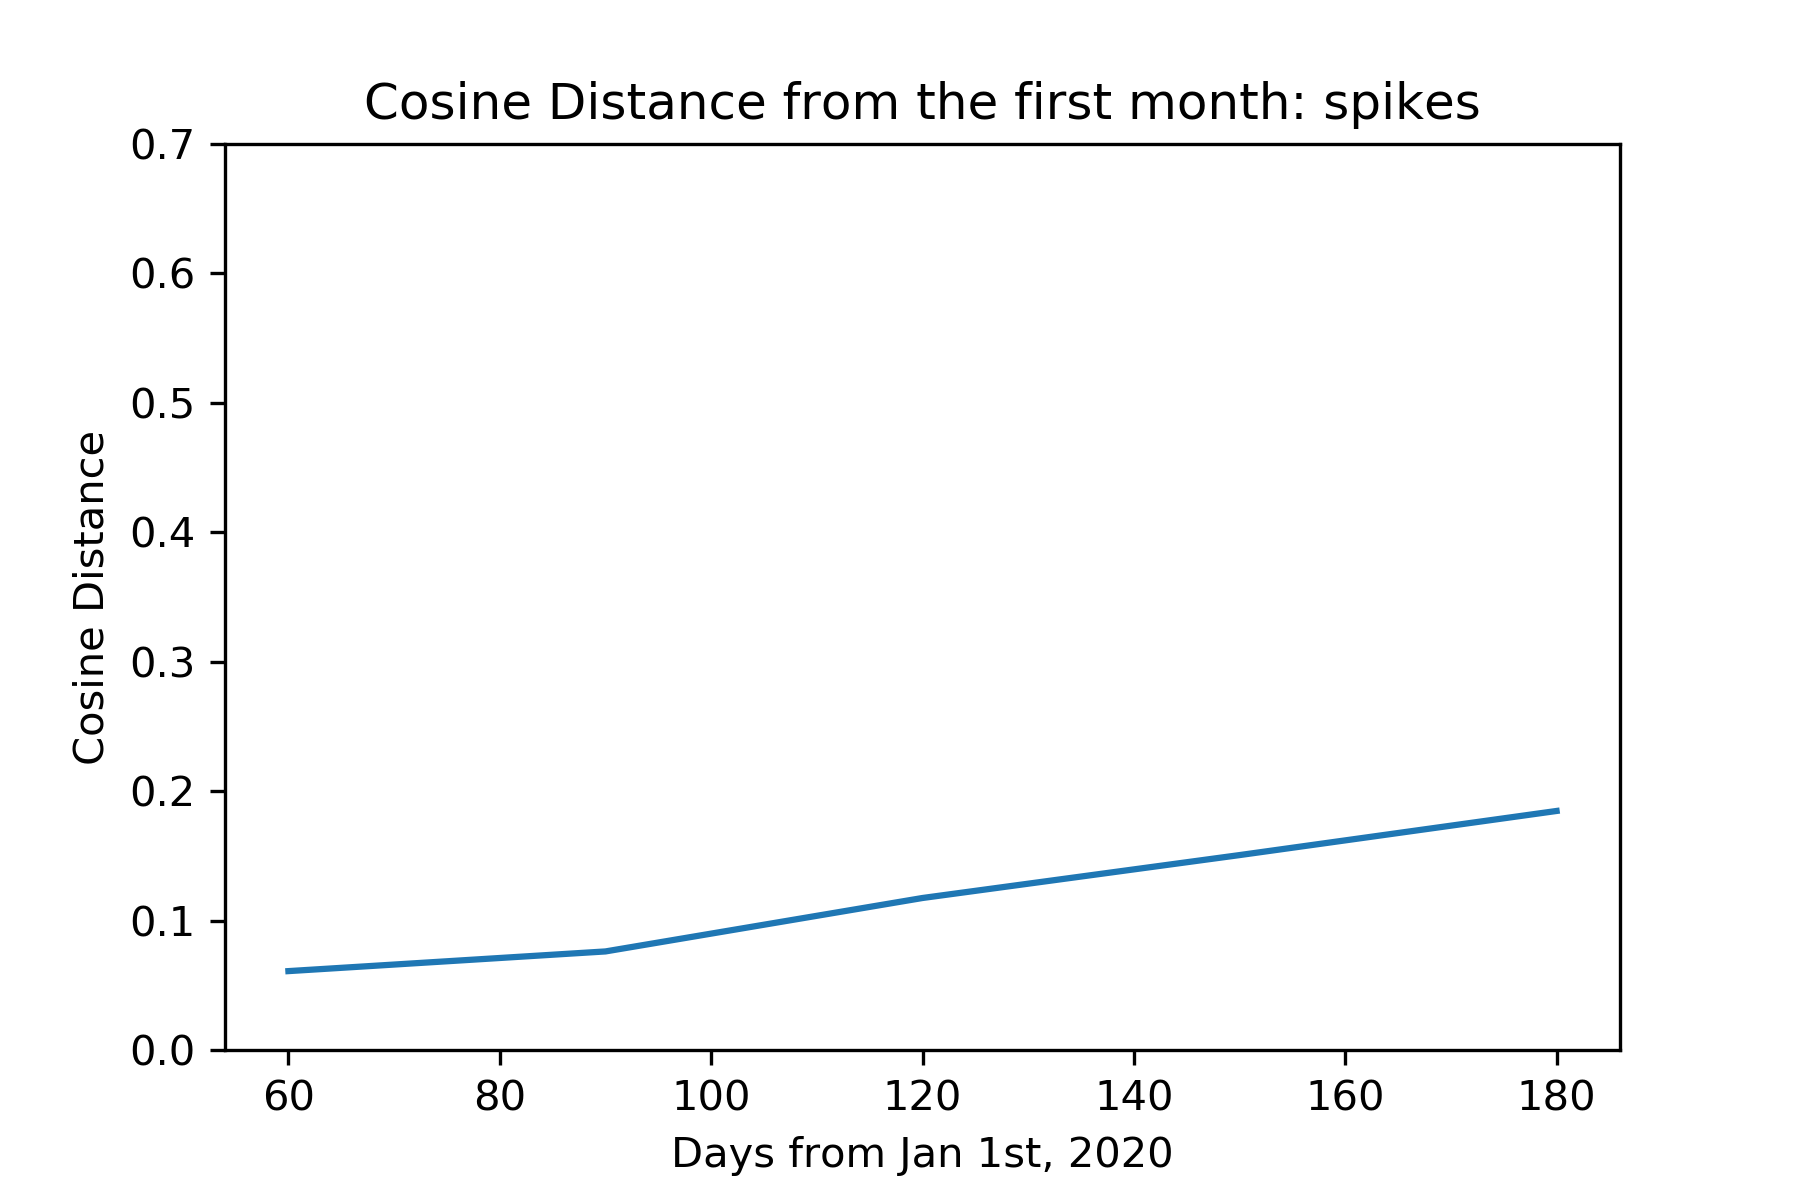 Cosine Distance from the first month: spikes
0.7
0.6
0.5
0.4
0.3
0.2
0.1
0.0
Cosine Distance
60 80 100 120 140 160 180
Days from Jan 1st, 2020